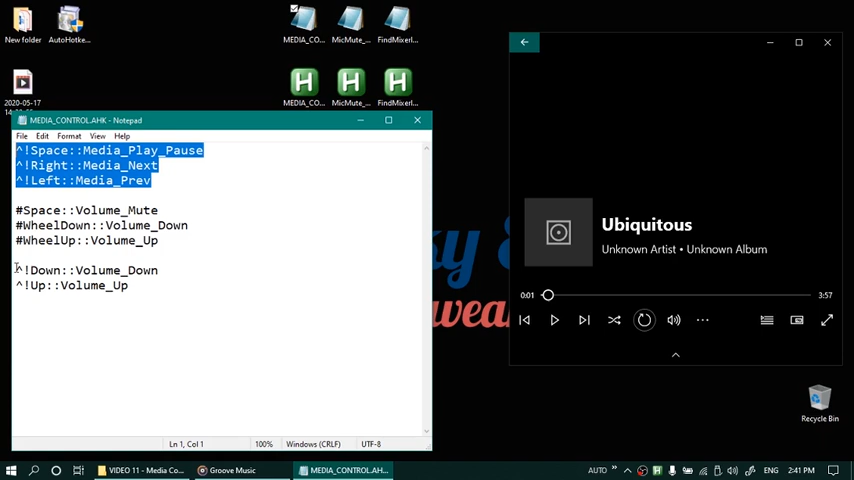 New folder
AutoHotke...
MEDIA_CO...
MicMute_...
FindMixerI...
2020-05-17
MEDIA_CO...
MicMute_...
FindMixerI...
MEDIA_CONTROL.AHK - Notepad
File Edit Format View Help
^!Space::Media_Play_Pause
^!Right::Media_Next
^!Left::Media_Prev
#Space::Volume_Mute
#WheelDown::Volume_Down
#WheelUp::Volume_Up
^!Down::Volume_Down
^!Up::Volume_Up
Ln 1, Col 1
100%
Windows (CRLF)
UTF-8
Ubiquitous
Unknown Artist • Unknown Album
0:01
3:57
Recycle Bin
VIDEO 11 - Media Co...
Groove Music
MEDIA_CONTROL.AH...
AUTO
ENG
2:41 PM